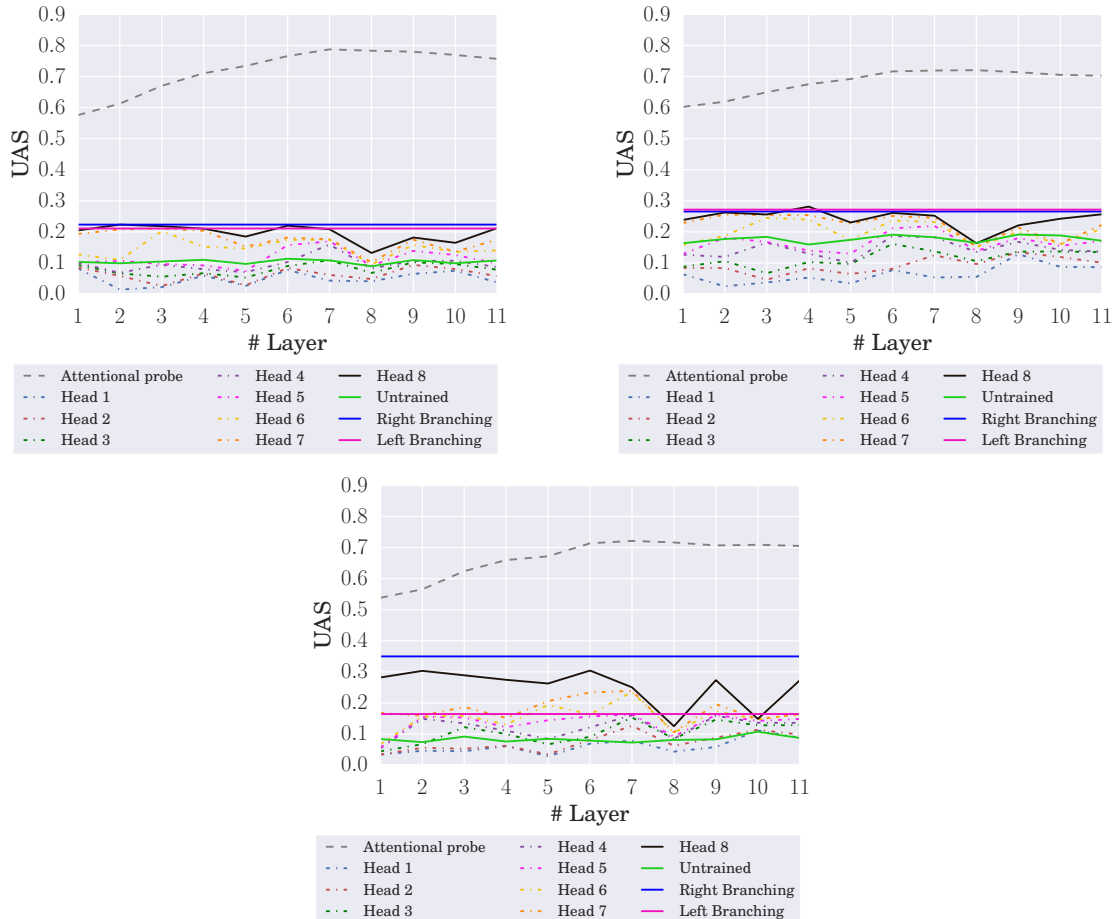 0.9
0.8
0.7
0.6
0.5
0.4
0.3
0.2
0.1
0.0
UAS
1 2 3 4 5 6 7 8 9 10 11
# Layer
Attentional probe Head 4 Head 8
Head 1 Head 5 Untrained
Head 2 Head 6 Right Branching
Head 3 Head 7 Left Branching
0.9
0.8
0.7
0.6
0.5
0.4
0.3
0.2
0.1
0.0
UAS
1 2 3 4 5 6 7 8 9 10 11
# Layer
Attentional probe Head 4 Head 8
Head 1 Head 5 Untrained
Head 2 Head 6 Right Branching
Head 3 Head 7 Left Branching
0.9
0.8
0.7
0.6
0.5
0.4
0.3
0.2
0.1
0.0
UAS
1 2 3 4 5 6 7 8 9 10 11
# Layer
Attentional probe Head 4 Head 8
Head 1 Head 5 Untrained
Head 2 Head 6 Right Branching
Head 3 Head 7 Left Branching